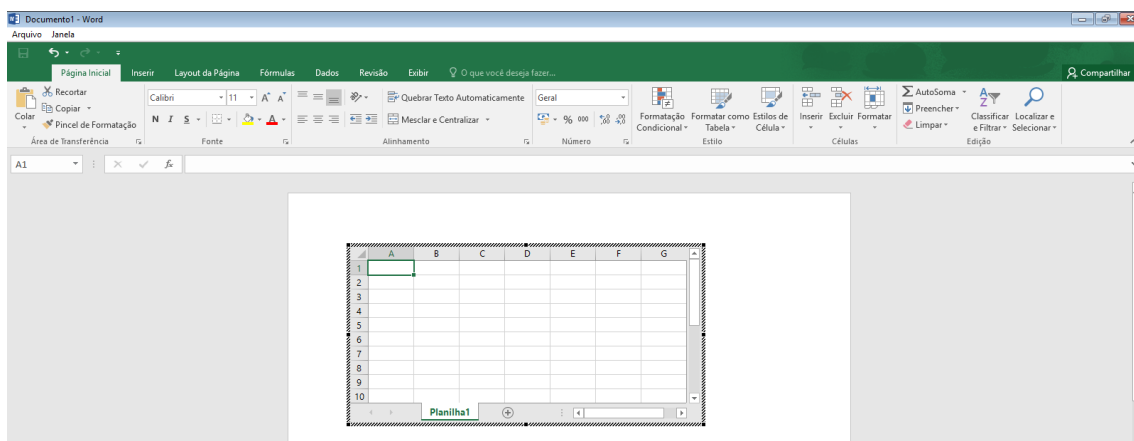 Documento1 - Word
Arquivo Janela
Página Inicial Inserir Layout da Página Fórmulas Dados Revisão Exibir O que você deseja fazer... Compartilhar
Colar
Recortar
Copiar
Pincel de Formatação
Área de Transferência
Calibri 11 A A
N I S A
Fonte
Quebrar Texto Automaticamente
Mesclar e Centralizar
Alinhamento
Geral
% 000
Número
Formatação Condicional
Formatar como Tabela
Estilos de Célula
Estilo
Inserir Excluir Formatar
Células
AutoSoma
Preencher
Limpar
Classificar e Filtrar
Localizar e Selecionar
Edição
A1 fx
A B C D E F G
1
2
3
4
5
6
7
8
9
10
Planilha1